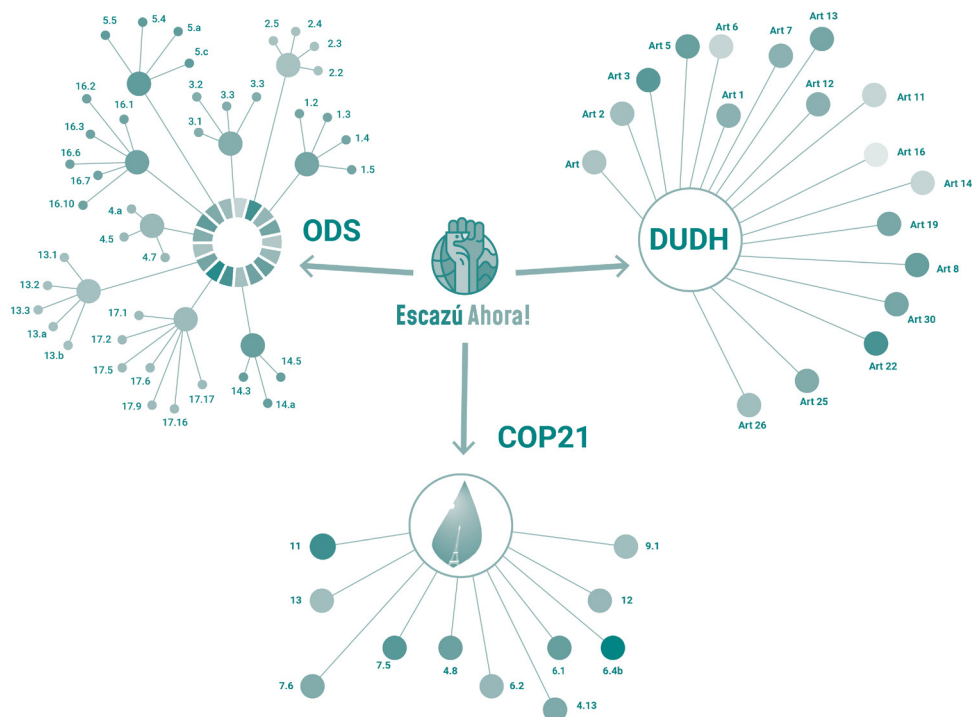 5.5
5.4
5.a
5.c
2.5
2.4
2.3
2.2
16.2
16.1
16.3
16.6
16.7
16.10
3.2
3.3
3.3
3.1
1.2
1.3
1.4
1.5
4.a
4.5
4.7
13.1
13.2
13.3
13.a
13.b
17.1
17.2
17.5
17.6
17.9
17.16
17.17
14.5
14.3
14.a
ODS
Escazú Ahora!
DUDH
Art 13
Art 6
Art 7
Art 5
Art 3
Art 12
Art 11
Art 2
Art 1
Art
Art 16
Art 14
Art 19
Art 8
Art 30
Art 22
Art 25
Art 26
COP21
11
9.1
13
12
7.5
4.8
6.1
6.4b
7.6
6.2
4.13